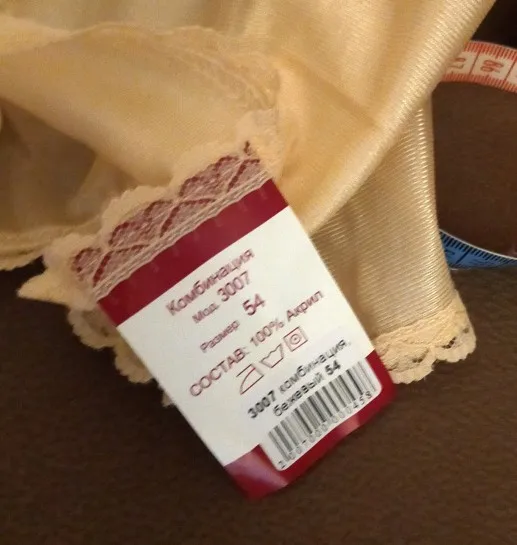 Комбинация
Мод. 3007
Размер 54
СОСТАВ: 100% Акрил
3007 комбинация,
бежевый 54